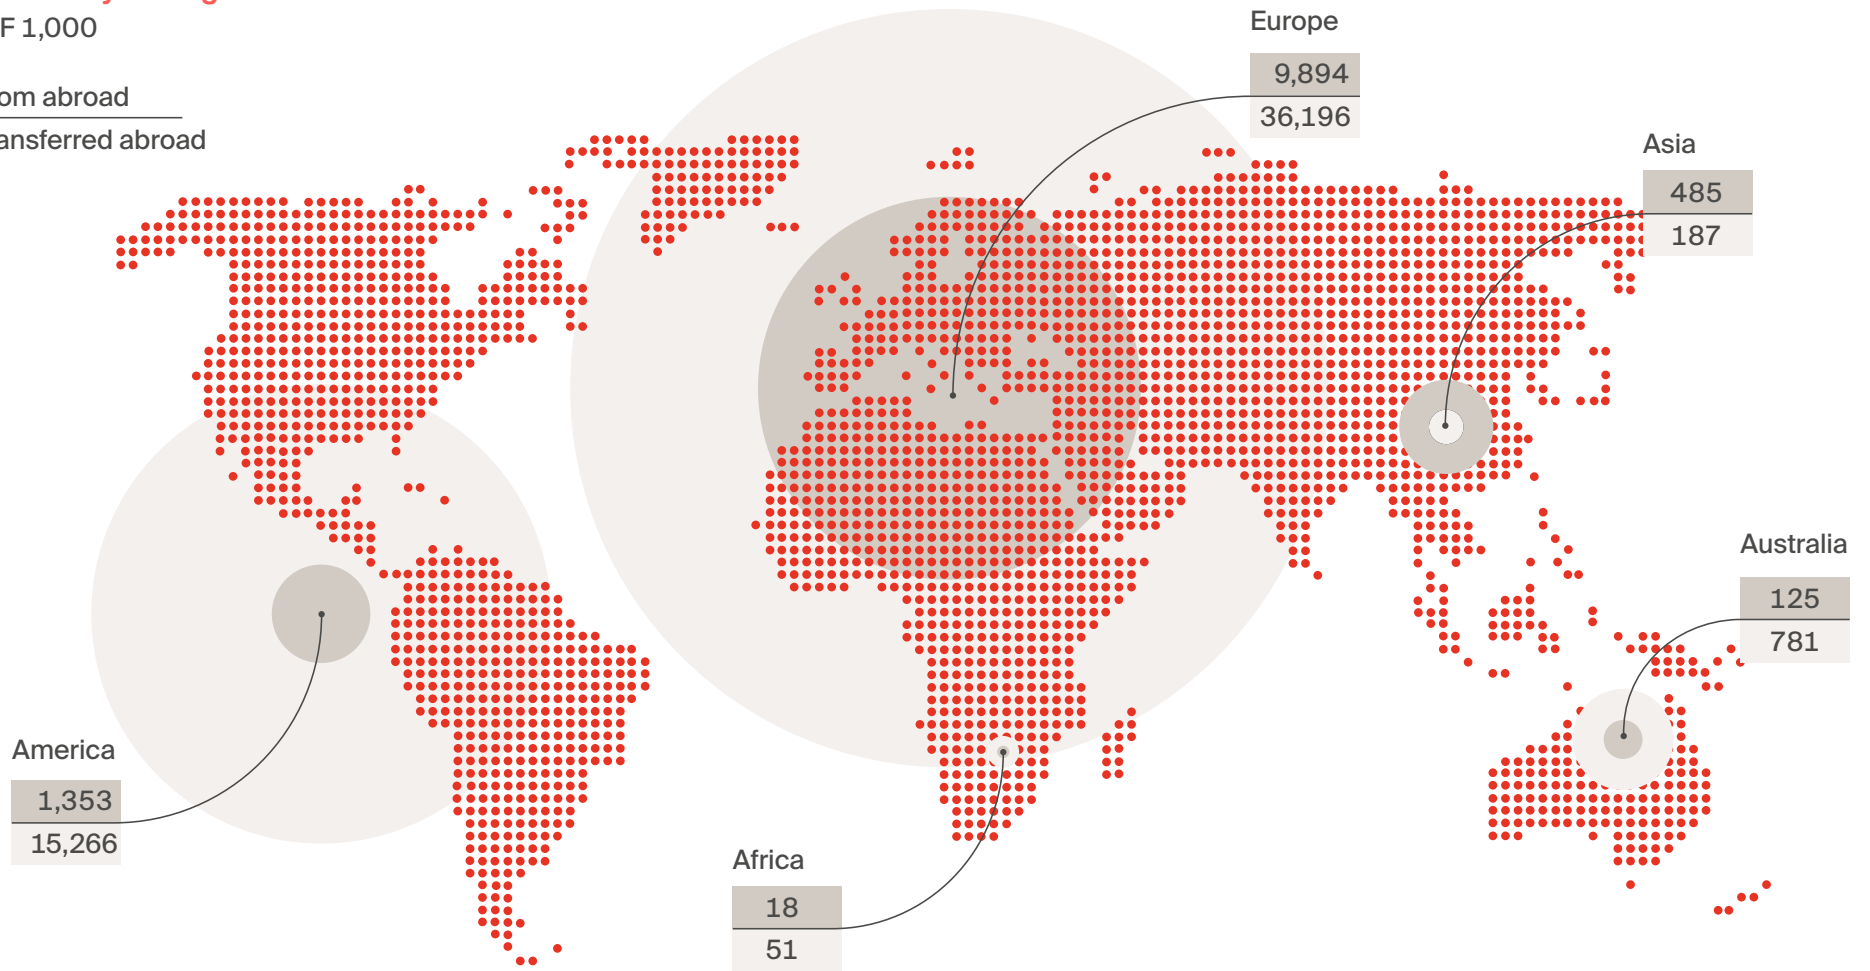 F 1,000
om abroad
ansferred abroad
Europe
9,894
36,196
Asia
485
187
Australia
125
781
America
1,353
15,266
Africa
18
51